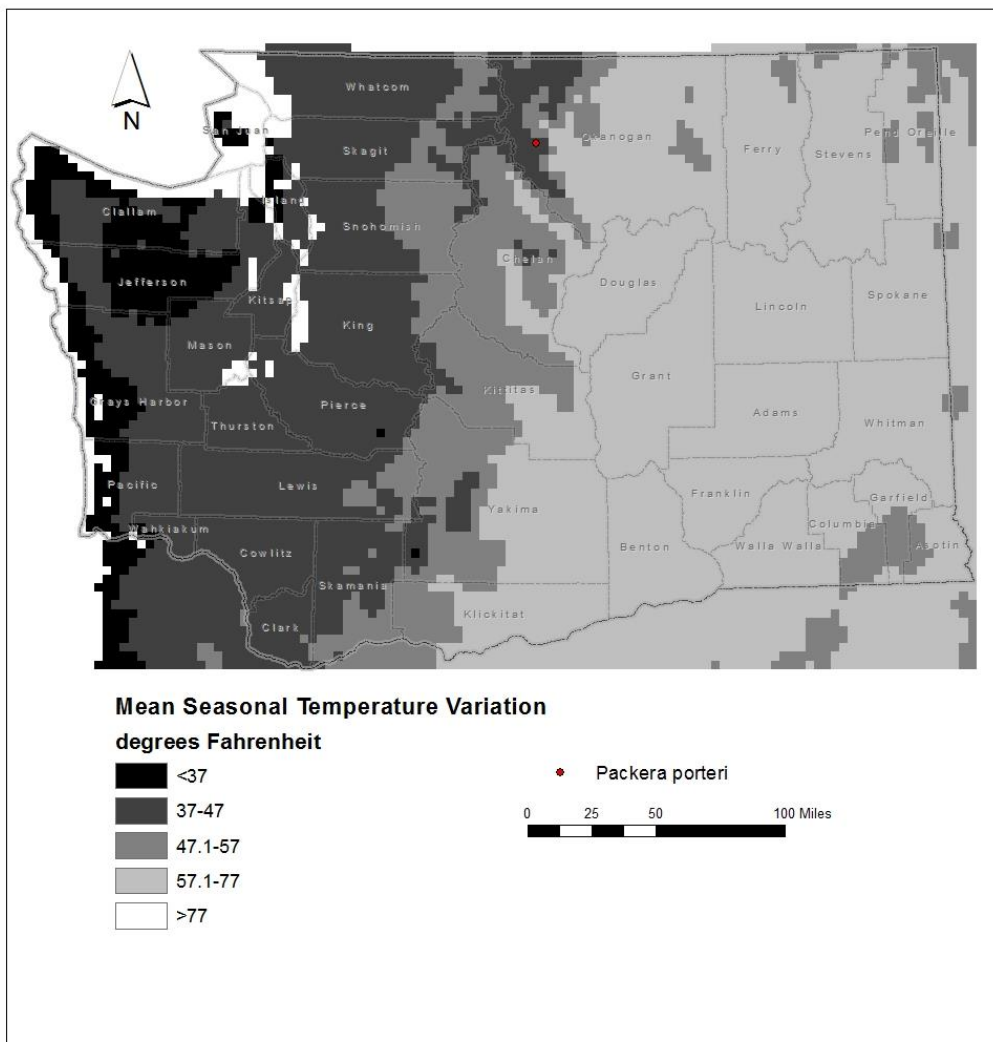 N
Whatcom
San Juan
Okanogan
Pend Oreille
Skagit
Ferry
Stevens
Island
Clallam
Snohomish
Chelan
Jefferson
Douglas
Kitsap
Lincoln
Spokane
King
Mason
Grant
Kittitas
Grays Harbor
Pierce
Adams
Thurston
Whitman
Pacific
Lewis
Franklin
Garfield
Yakima
Columbia
Wahkiakum
Cowlitz
Benton
Walla Walla
Asotin
Skamania
Klickitat
Clark
Mean Seasonal Temperature Variation
degrees Fahrenheit
<37
37-47
47.1-57
57.1-77
>77
Packera porteri
0 25 50 100 Miles